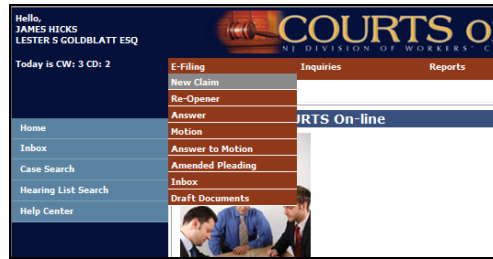 Hello,
JAMES HICKS
LESTER S GOLDBLATT ESQ
Today is CW: 3 CD: 2
COURTS o
NJ DIVISION OF WORKERS' C
E-Filing
Inquiries
Reports
New Claim
Re-Opener
Answer
Motion
Answer to Motion
Amended Pleading
Inbox
Draft Documents
URTS On-line
Home
Inbox
Case Search
Hearing List Search
Help Center